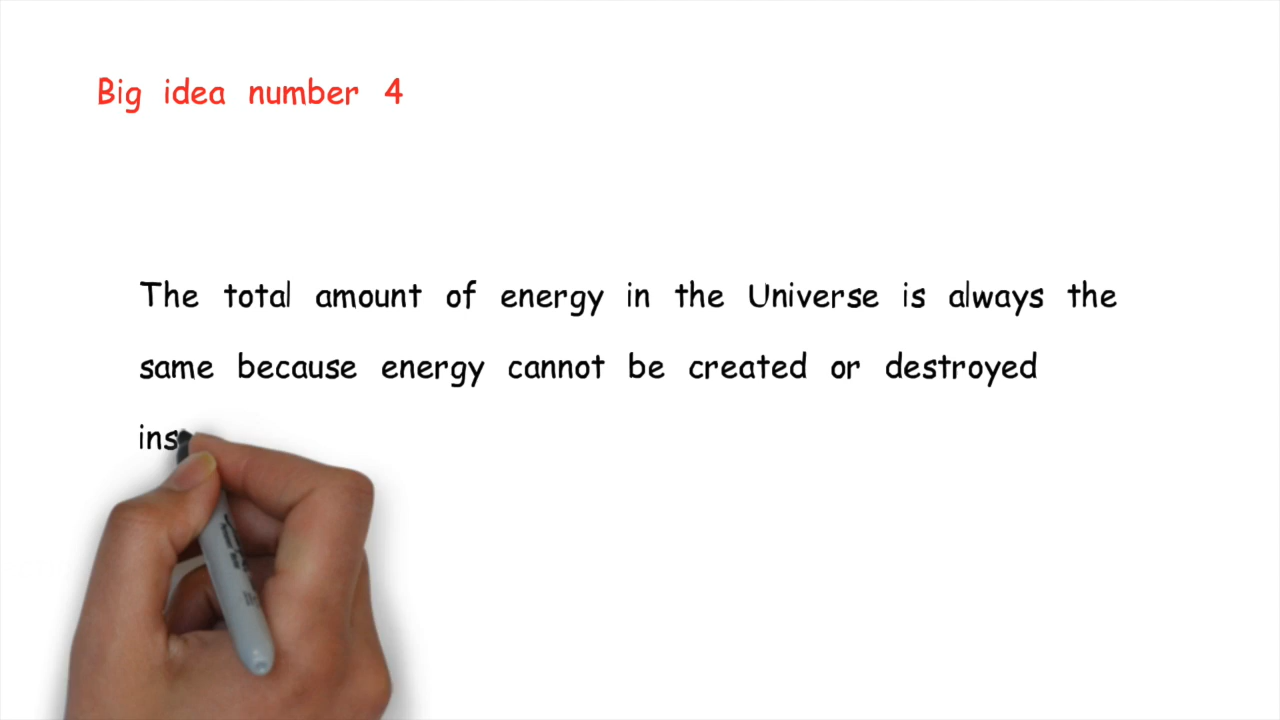 Big idea number 4
The total amount of energy in the Universe is always the
same because energy cannot be created or destroyed
ins